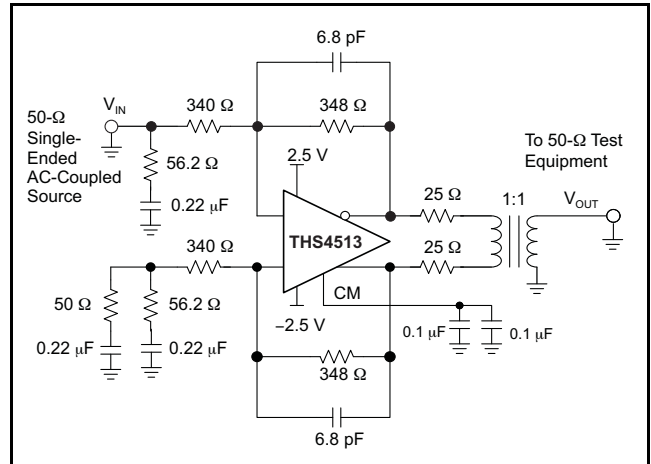 6.8 pF
50-Ω
Single-
Ended
AC-Coupled
Source
V_IN
340 Ω
348 Ω
56.2 Ω
0.22 µF
2.5 V
To 50-Ω Test
Equipment
25 Ω
1:1
V_OUT
THS4513
340 Ω
25 Ω
50 Ω
56.2 Ω
CM
−2.5 V
0.22 µF
0.22 µF
0.1 µF
0.1 µF
348 Ω
6.8 pF